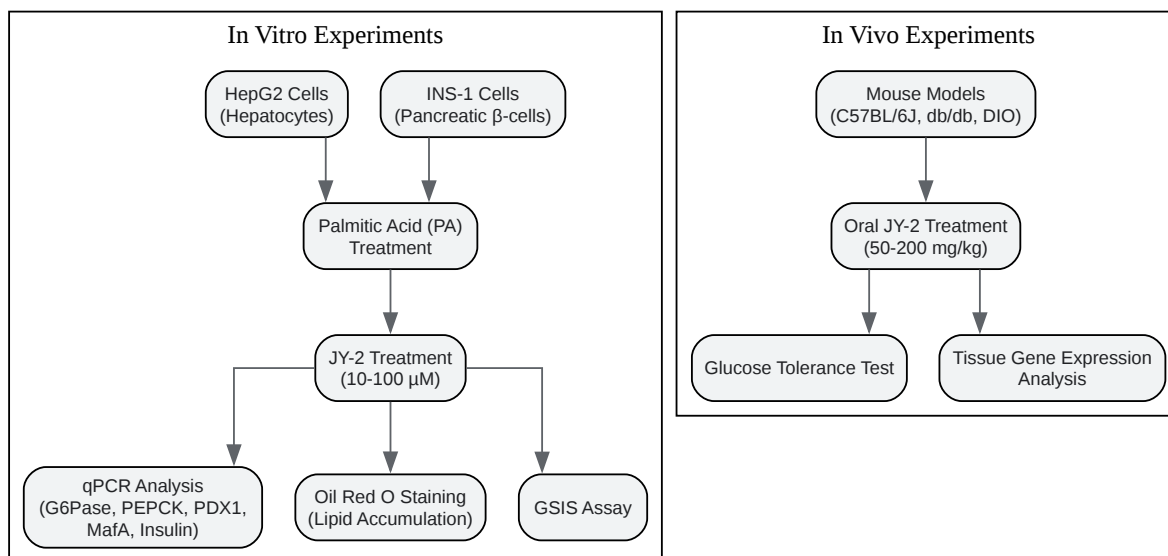 In Vitro Experiments
HepG2 Cells
(Hepatocytes)
INS-1 Cells
(Pancreatic β-cells)
Palmitic Acid (PA)
Treatment
JY-2 Treatment
(10-100 µM)
qPCR Analysis
(G6Pase, PEPCK, PDX1,
MafA, Insulin)
Oil Red O Staining
(Lipid Accumulation)
GSIS Assay
In Vivo Experiments
Mouse Models
(C57BL/6J, db/db, DIO)
Oral JY-2 Treatment
(50-200 mg/kg)
Glucose Tolerance Test
Tissue Gene Expression
Analysis